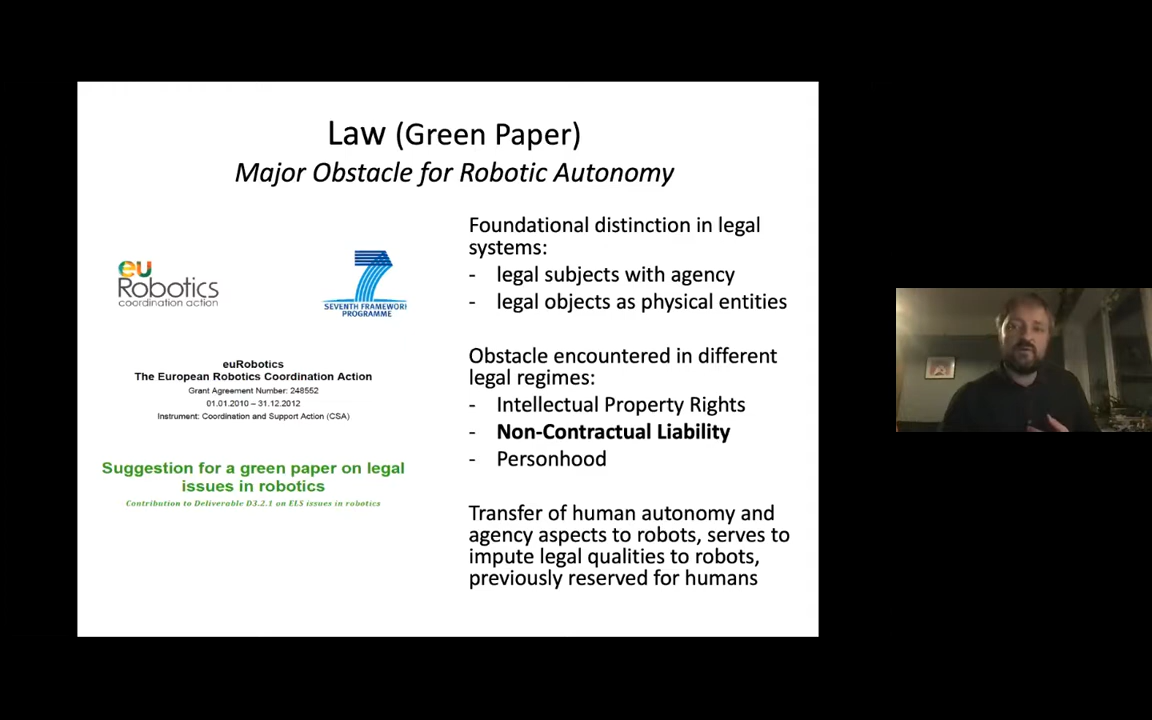 Law (Green Paper)
Major Obstacle for Robotic Autonomy
eu
Robotics
coordination action
7
SEVENTH FRAMEWORK
PROGRAMME
euRobotics
The European Robotics Coordination Action
Grant Agreement Number: 248552
01.01.2010 – 31.12.2012
Instrument: Coordination and Support Action (CSA)
Suggestion for a green paper on legal
issues in robotics
Contribution to Deliverable D3.2.1 on ELS issues in robotics
Foundational distinction in legal
systems:
- legal subjects with agency
- legal objects as physical entities
Obstacle encountered in different
legal regimes:
- Intellectual Property Rights
- Non-Contractual Liability
- Personhood
Transfer of human autonomy and
agency aspects to robots, serves to
impute legal qualities to robots,
previously reserved for humans